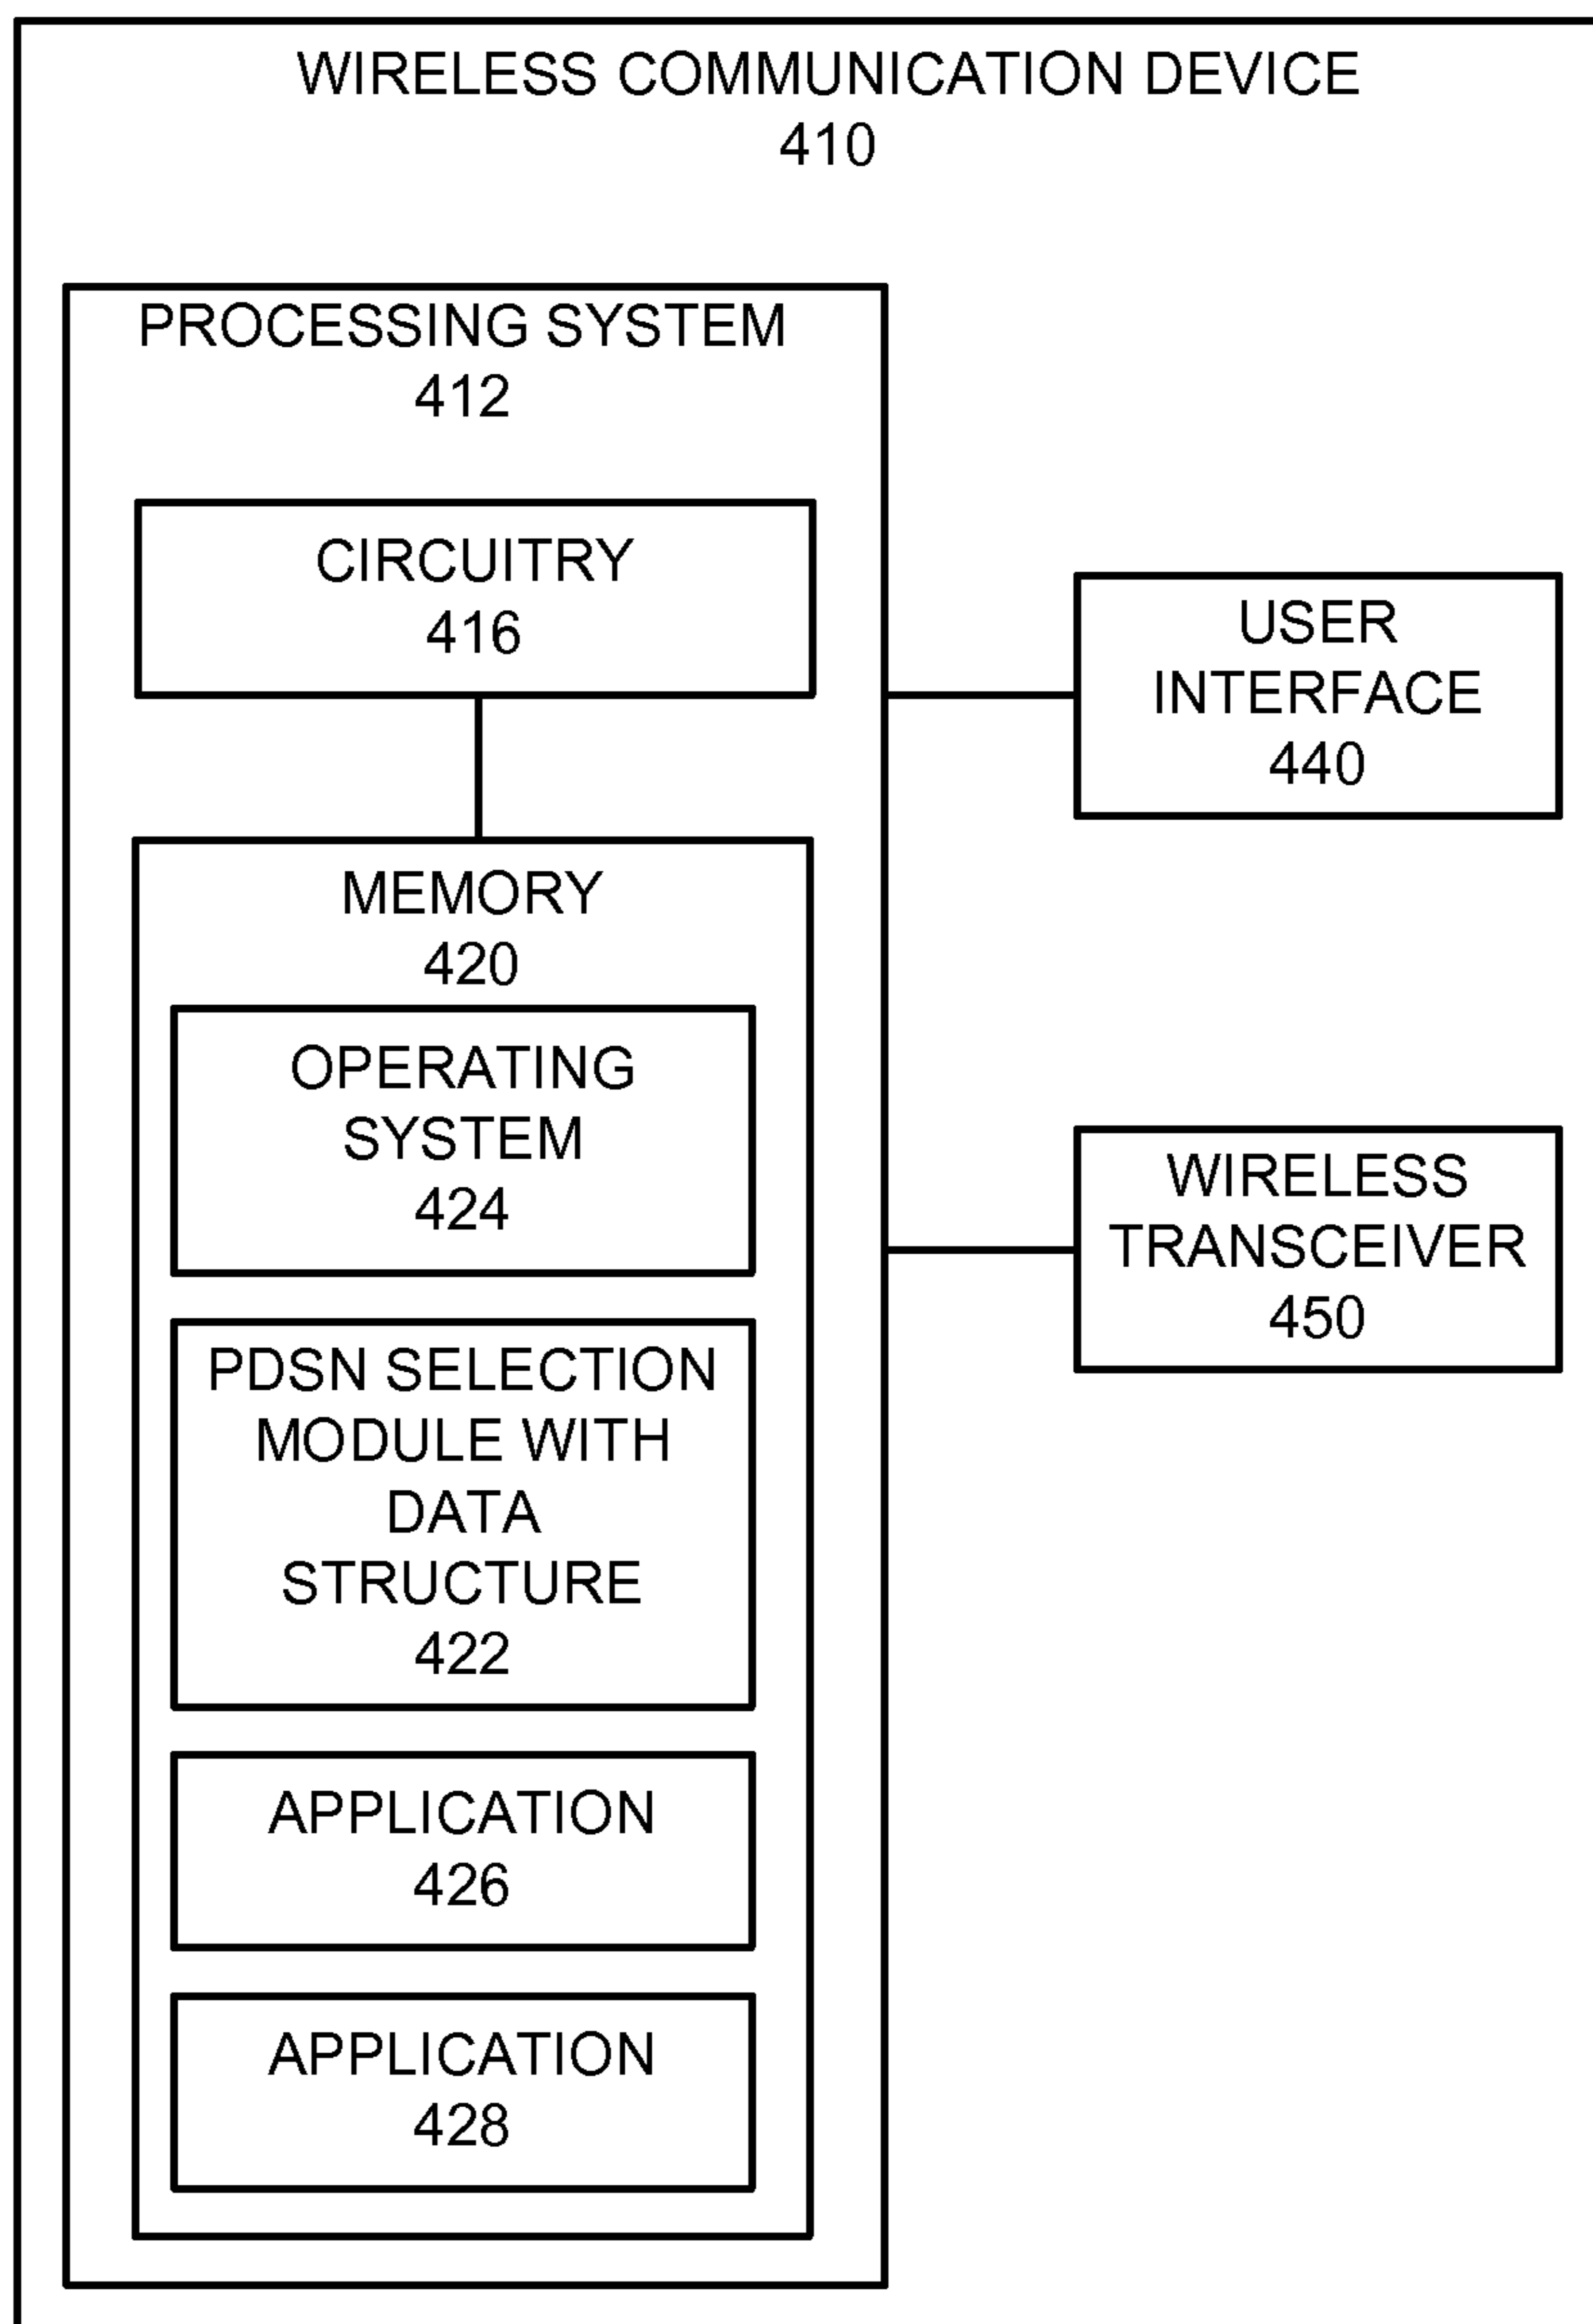 WIRELESS COMMUNICATION DEVICE
410
PROCESSING SYSTEM
412
CIRCUITRY
416
USER
INTERFACE
440
MEMORY
420
OPERATING
SYSTEM
424
WIRELESS
TRANSCEIVER
450
PDSN SELECTION
MODULE WITH
DATA
STRUCTURE
422
APPLICATION
426
APPLICATION
428